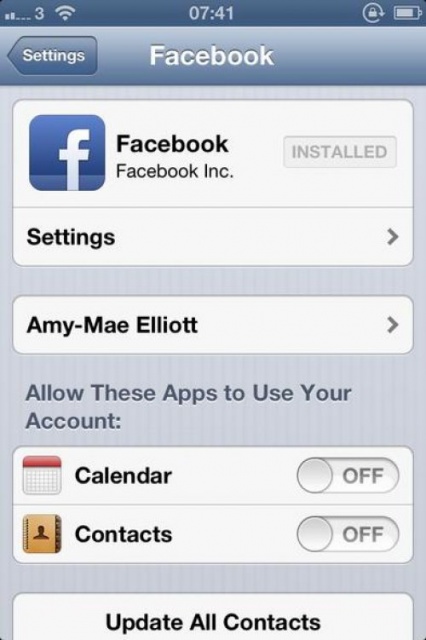 3 07:41
Settings Facebook
f
Facebook
Facebook Inc.
INSTALLED
Settings
Amy-Mae Elliott
Allow These Apps to Use Your
Account:
Calendar OFF
Contacts OFF
Update All Contacts